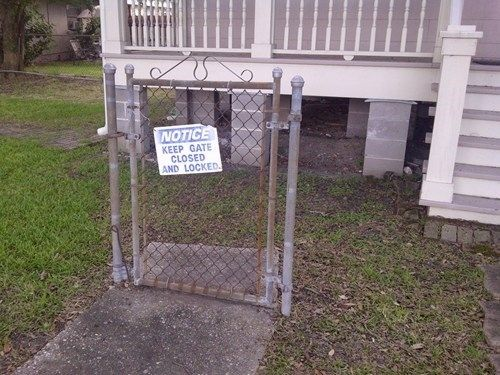 NOTICE
KEEP GATE
CLOSED
AND LOCKED.